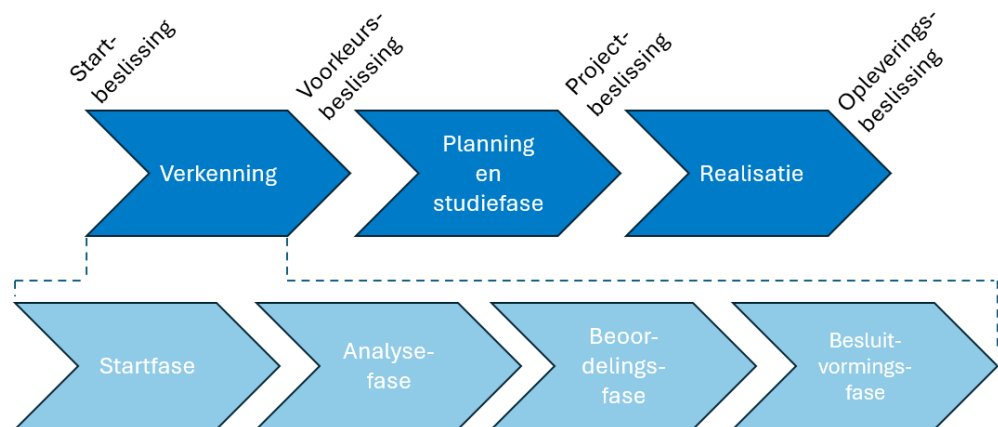 Start-
beslissing
Voorkeurs-
beslissing
Project-
beslissing
Opleverings-
beslissing
Verkenning
Planning
en
studiefase
Realisatie
Startfase
Analyse-
fase
Beoor-
delings-
fase
Besluit-
vormings-
fase